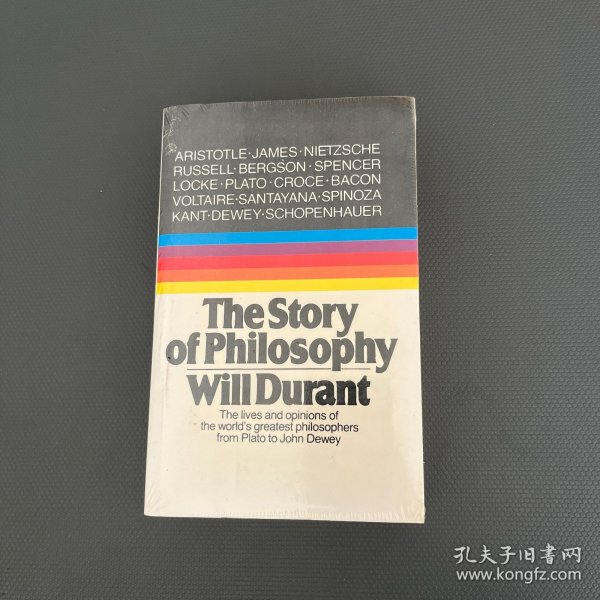 ARISTOTLE·JAMES·NIETZSCHE
RUSSELL·BERGSON·SPENCER
LOCKE·PLATO·CROCE·BACON
VOLTAIRE·SANTAYANA·SPINOZA
KANT·DEWEY·SCHOPENHAUER
The Story
of Philosophy
Will Durant
The lives and opinions of
the world's greatest philosophers
from Plato to John Dewey
孔夫子旧书网
www.kongfz.com